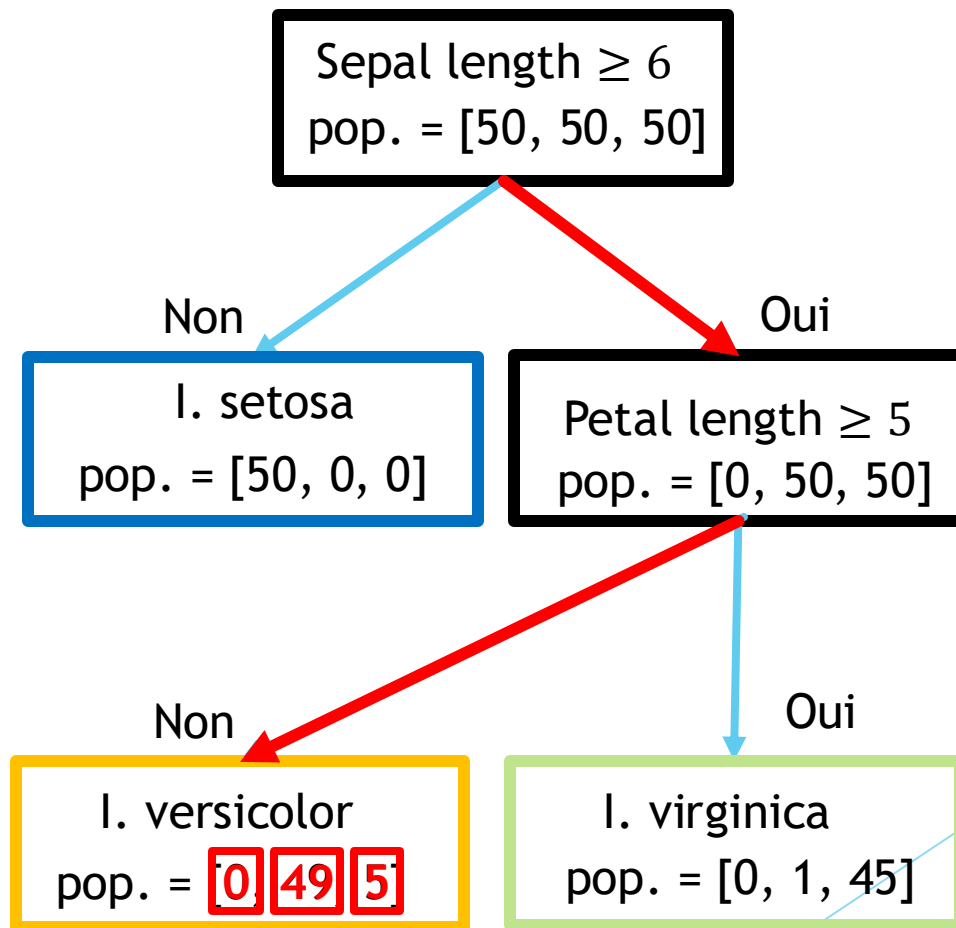 Sepal length ≥ 6
pop. = [50, 50, 50]
Non
Oui
I. setosa
pop. = [50, 0, 0]
Petal length ≥ 5
pop. = [0, 50, 50]
Non
Oui
I. versicolor
pop. = [0, 49, 5]
I. virginica
pop. = [0, 1, 45]